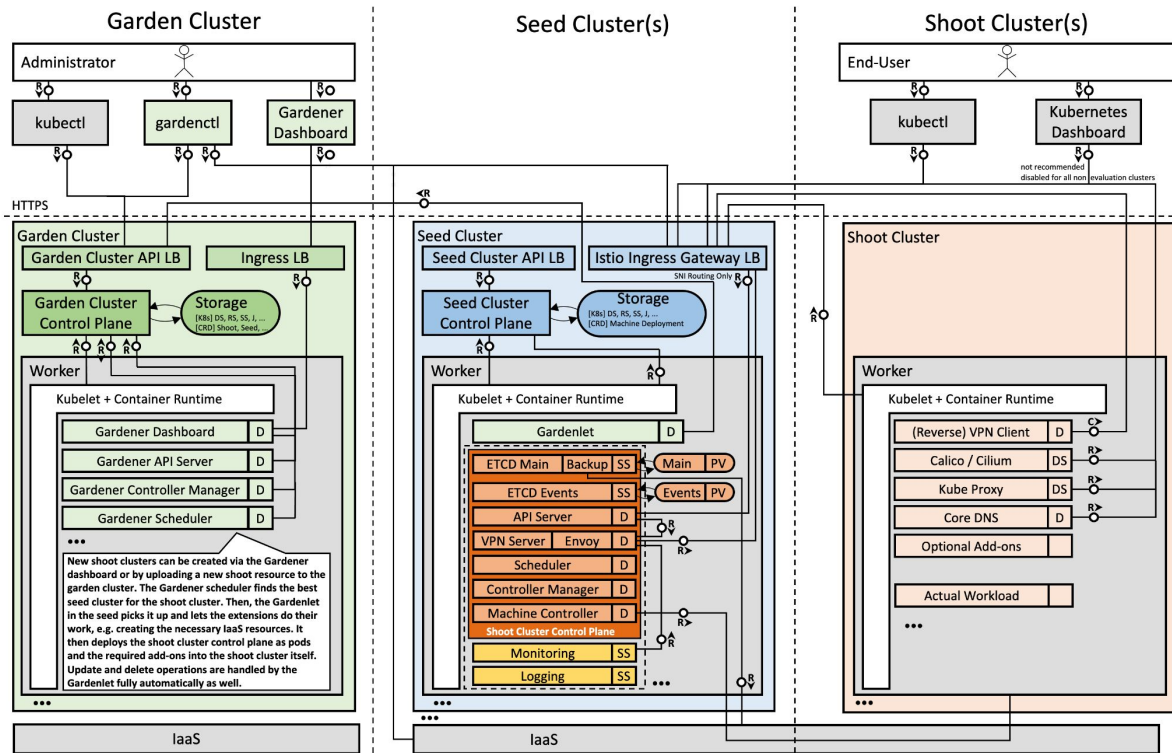 Garden Cluster
Seed Cluster(s)
Shoot Cluster(s)
Administrator
End-User
R
R
R
R
R
kubectl
gardenctl
Gardener
Dashboard
kubectl
Kubernetes
Dashboard
R
R
R
R
R
R
not recommended
disabled for all non evaluation clusters
R
HTTPS
Garden Cluster
Seed Cluster
Shoot Cluster
Garden Cluster API LB
Ingress LB
Seed Cluster API LB
Istio Ingress Gateway LB
SNI Routing Only
R
R
R
R
R
Garden Cluster
Control Plane
Storage
[K8s] DS, RS, SS, J, ...
[CRD] Shoot, Seed, ...
Seed Cluster
Control Plane
Storage
[K8s] DS, RS, SS, J, ...
[CRD] Machine Deployment
R
R
R
R
R
Worker
Worker
Worker
Kubelet + Container Runtime
Kubelet + Container Runtime
Kubelet + Container Runtime
Gardener Dashboard D
Gardener API Server D
Gardener Controller Manager D
Gardener Scheduler D
...
New shoot clusters can be created via the Gardener
dashboard or by uploading a new shoot resource to the
garden cluster. The Gardener scheduler finds the best
seed cluster for the shoot cluster. Then, the Gardenlet
in the seed picks it up and lets the extensions do their
work, e.g. creating the necessary IaaS resources. It
then deploys the shoot cluster control plane as pods
and the required add-ons into the shoot cluster itself.
Update and delete operations are handled by the
Gardenlet fully automatically as well.
...
Gardenlet D
ETCD Main Backup SS
Main PV
ETCD Events SS
Events PV
API Server D
R
VPN Server Envoy D
R
Scheduler D
Controller Manager D
Machine Controller D
R
Shoot Cluster Control Plane
R
Monitoring SS
Logging SS
...
R
...
...
(Reverse) VPN Client D
C
Calico / Cilium DS
R
Kube Proxy DS
R
Core DNS D
R
Optional Add-ons
Actual Workload
...
...
IaaS
IaaS